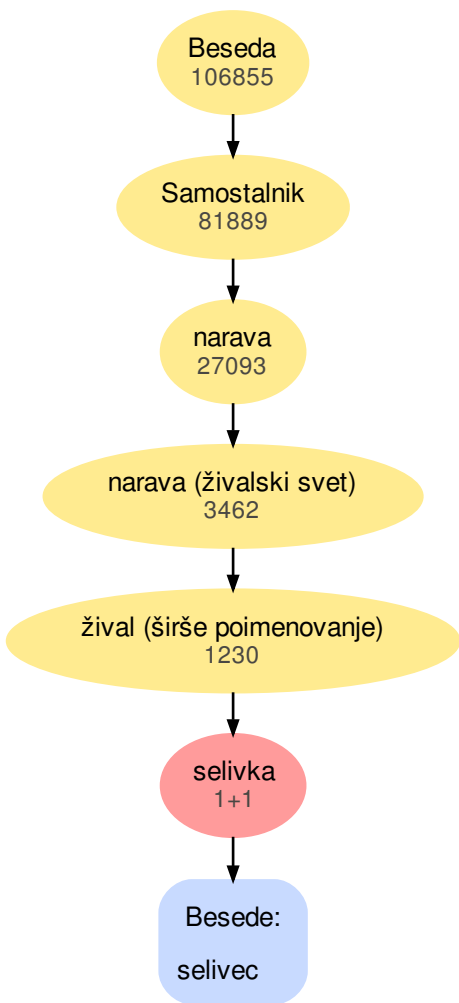 Beseda
106855
Samostalnik
81889
narava
27093
narava (živalski svet)
3462
žival (širše poimenovanje)
1230
selivka
1+1
Besede:
selivec